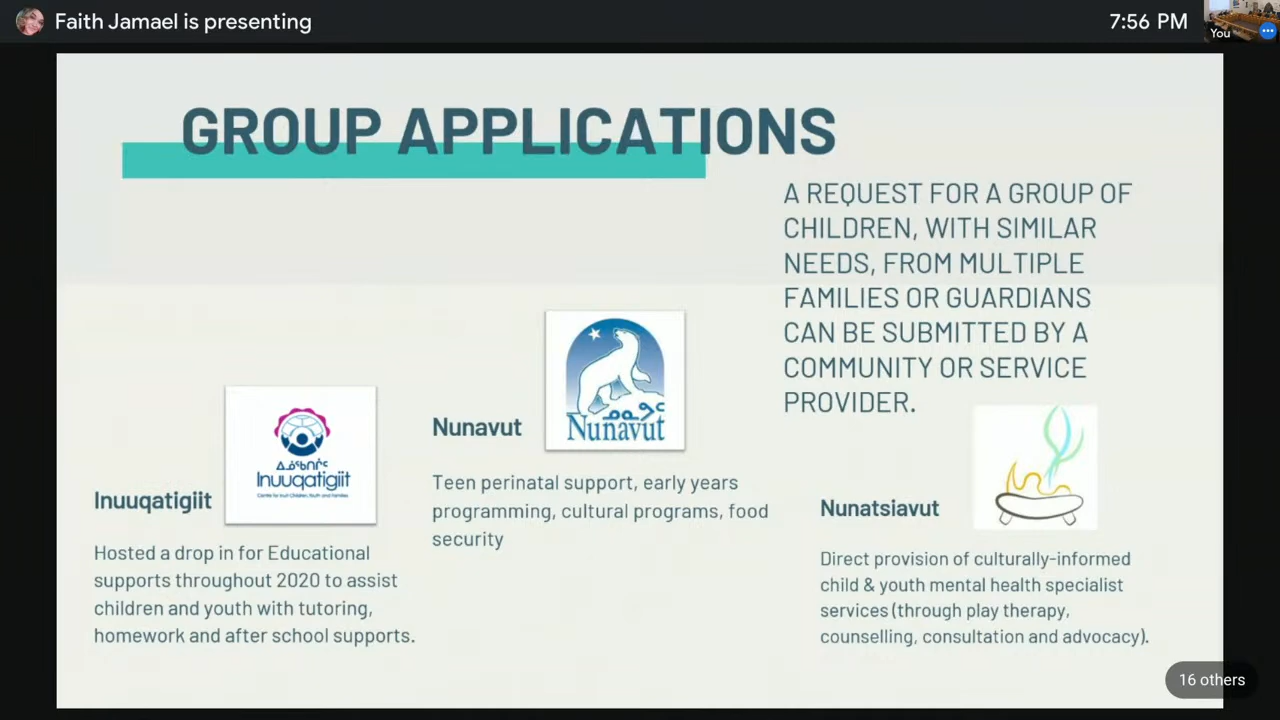 Faith Jamael is presenting
7:56 PM
You
GROUP APPLICATIONS
A REQUEST FOR A GROUP OF
CHILDREN, WITH SIMILAR
NEEDS, FROM MULTIPLE
FAMILIES OR GUARDIANS
CAN BE SUBMITTED BY A
COMMUNITY OR SERVICE
PROVIDER.
Inuuqatigiit
ᐃᓅᖃᑎᒌᑦ
Inuuqatigiit
Centre for Inuit Children, Youth and Families
Hosted a drop in for Educational
supports throughout 2020 to assist
children and youth with tutoring,
homework and after school supports.
Nunavut
ᓄᓇᕗᑦ
Nunavut
Teen perinatal support, early years
programming, cultural programs, food
security
Nunatsiavut
Direct provision of culturally-informed
child & youth mental health specialist
services (through play therapy,
counselling, consultation and advocacy).
16 others